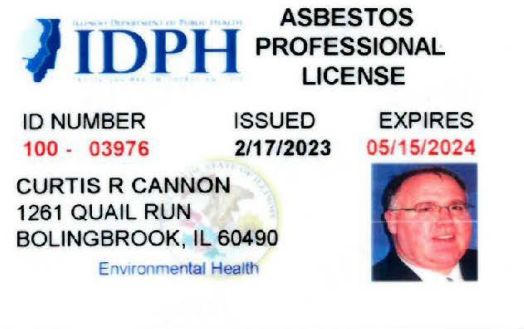 ILLINOIS DEPARTMENT OF PUBLIC HEALTH
IDPH
ASBESTOS
PROFESSIONAL
LICENSE
ID NUMBER
ISSUED
EXPIRES
100 - 03976
2/17/2023
05/15/2024
CURTIS R CANNON
1261 QUAIL RUN
BOLINGBROOK, IL 60490
Environmental Health